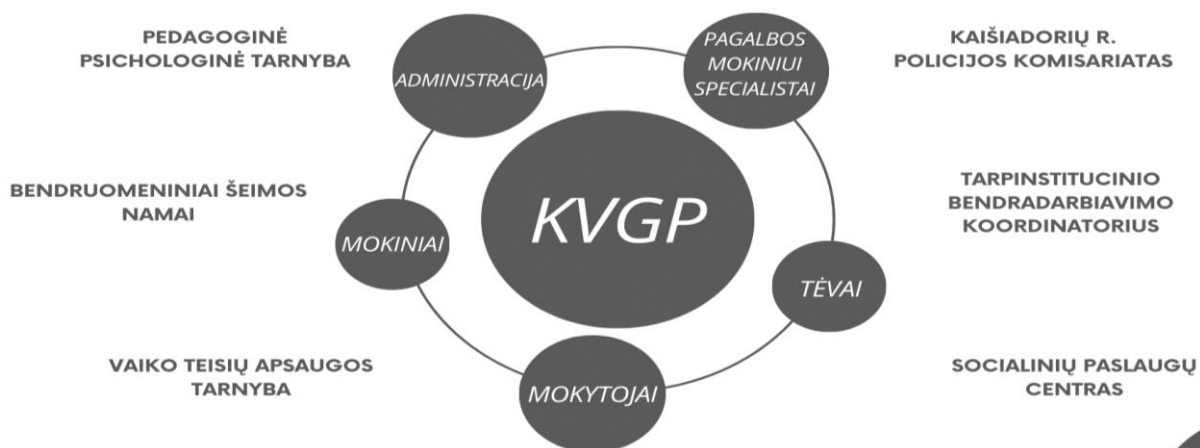 PEDAGOGINĖ
PSICHOLOGINĖ TARNYBA
BENDRUOMENINIAI ŠEIMOS
NAMAI
VAIKO TEISIŲ APSAUGOS
TARNYBA
ADMINISTRACIJA
PAGALBOS
MOKINIUI
SPECIALISTAI
KVGP
MOKINIAI
TĖVAI
MOKYTOJAI
KAIŠIADORIŲ R.
POLICIJOS KOMISARIATAS
TARPINSTITUCINIO
BENDRADARBIAVIMO
KOORDINATORIUS
SOCIALINIŲ PASLAUGŲ
CENTRAS